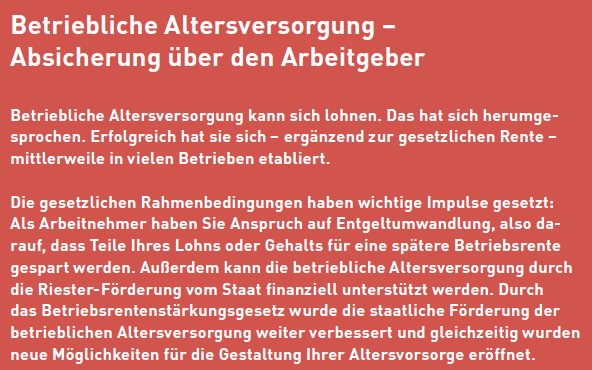 Betriebliche Altersversorgung –
Absicherung über den Arbeitgeber
Betriebliche Altersversorgung kann sich lohnen. Das hat sich herumge-
sprochen. Erfolgreich hat sie sich – ergänzend zur gesetzlichen Rente –
mittlerweile in vielen Betrieben etabliert.
Die gesetzlichen Rahmenbedingungen haben wichtige Impulse gesetzt:
Als Arbeitnehmer haben Sie Anspruch auf Entgeltumwandlung, also da-
rauf, dass Teile Ihres Lohns oder Gehalts für eine spätere Betriebsrente
gespart werden. Außerdem kann die betriebliche Altersversorgung durch
die Riester-Förderung vom Staat finanziell unterstützt werden. Durch
das Betriebsrentenstärkungsgesetz wurde die staatliche Förderung der
betrieblichen Altersversorgung weiter verbessert und gleichzeitig wurden
neue Möglichkeiten für die Gestaltung Ihrer Altersvorsorge eröffnet.